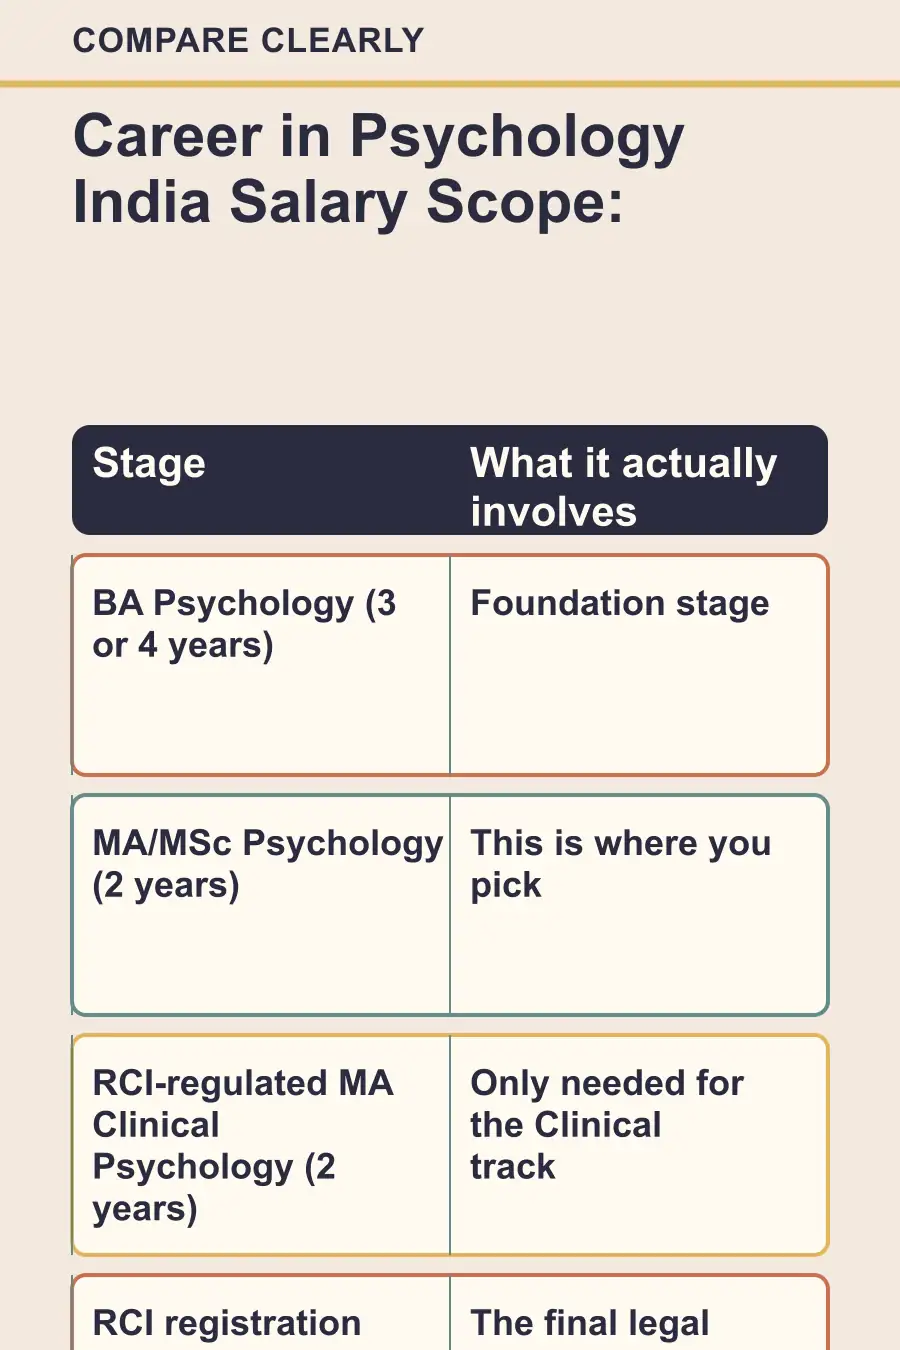 COMPARE CLEARLY
Career in Psychology
India Salary Scope:
Stage
What it actually
involves
BA Psychology (3
or 4 years)
Foundation stage
MA/MSc Psychology
(2 years)
This is where you
pick
RCI-regulated MA
Clinical
Psychology (2
years)
Only needed for
the Clinical
track
RCI registration
The final legal